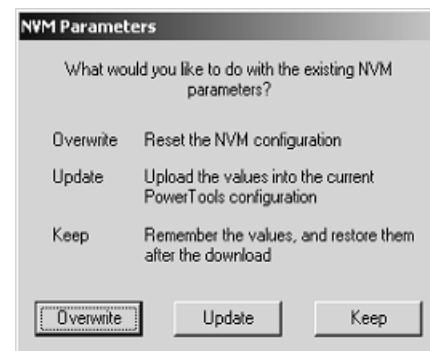 NVM Parameters
What would you like to do with the existing NVM
parameters?
Overwrite Reset the NVM configuration
Update Upload the values into the current
PowerTools configuration
Keep Remember the values, and restore them
after the download
Overwrite Update Keep